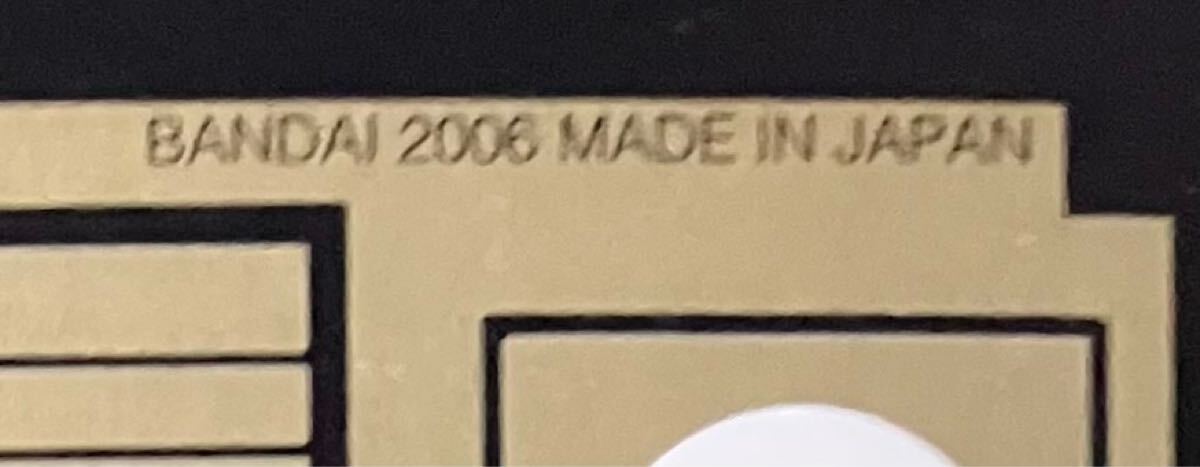 BANDAI 2006 MADE IN JAPAN